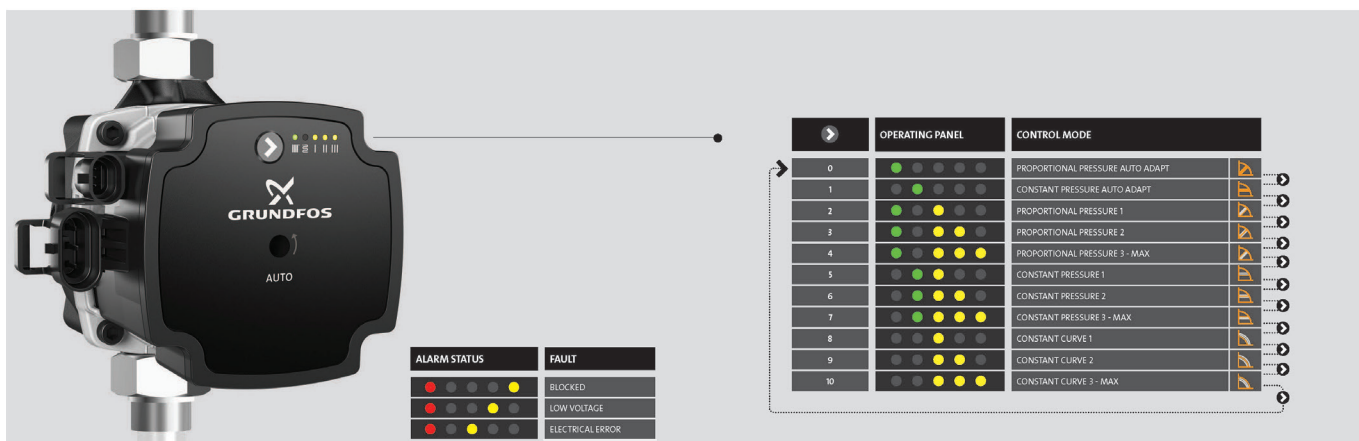 GRUNDFOS
AUTO
ALARM STATUS FAULT
BLOCKED
LOW VOLTAGE
ELECTRICAL ERROR
OPERATING PANEL CONTROL MODE
0 PROPORTIONAL PRESSURE AUTO ADAPT
1 CONSTANT PRESSURE AUTO ADAPT
2 PROPORTIONAL PRESSURE 1
3 PROPORTIONAL PRESSURE 2
4 PROPORTIONAL PRESSURE 3 - MAX
5 CONSTANT PRESSURE 1
6 CONSTANT PRESSURE 2
7 CONSTANT PRESSURE 3 - MAX
8 CONSTANT CURVE 1
9 CONSTANT CURVE 2
10 CONSTANT CURVE 3 - MAX